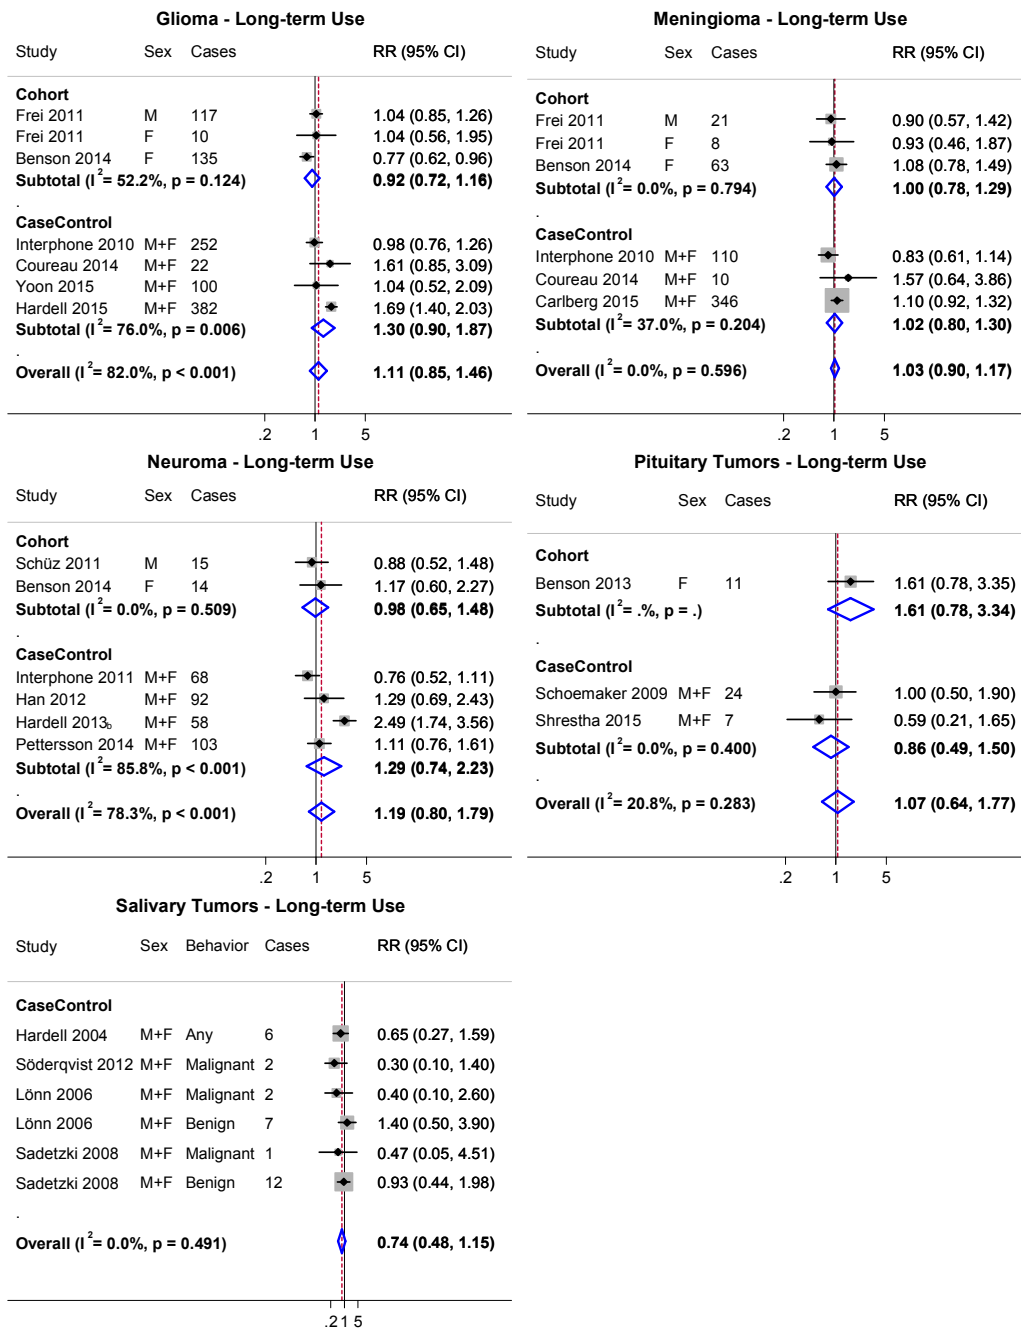 Glioma - Long-term Use
Study Sex Cases RR (95% CI)
Cohort
Frei 2011 M 117 1.04 (0.85, 1.26)
Frei 2011 F 10 1.04 (0.56, 1.95)
Benson 2014 F 135 0.77 (0.62, 0.96)
Subtotal (I²= 52.2%, p = 0.124) 0.92 (0.72, 1.16)
.
CaseControl
Interphone 2010 M+F 252 0.98 (0.76, 1.26)
Coureau 2014 M+F 22 1.61 (0.85, 3.09)
Yoon 2015 M+F 100 1.04 (0.52, 2.09)
Hardell 2015 M+F 382 1.69 (1.40, 2.03)
Subtotal (I²= 76.0%, p = 0.006) 1.30 (0.90, 1.87)
.
Overall (I²= 82.0%, p < 0.001) 1.11 (0.85, 1.46)
.2 1 5
Meningioma - Long-term Use
Study Sex Cases RR (95% CI)
Cohort
Frei 2011 M 21 0.90 (0.57, 1.42)
Frei 2011 F 8 0.93 (0.46, 1.87)
Benson 2014 F 63 1.08 (0.78, 1.49)
Subtotal (I²= 0.0%, p = 0.794) 1.00 (0.78, 1.29)
.
CaseControl
Interphone 2010 M+F 110 0.83 (0.61, 1.14)
Coureau 2014 M+F 10 1.57 (0.64, 3.86)
Carlberg 2015 M+F 346 1.10 (0.92, 1.32)
Subtotal (I²= 37.0%, p = 0.204) 1.02 (0.80, 1.30)
.
Overall (I²= 0.0%, p = 0.596) 1.03 (0.90, 1.17)
.2 1 5
Neuroma - Long-term Use
Study Sex Cases RR (95% CI)
Cohort
Schüz 2011 M 15 0.88 (0.52, 1.48)
Benson 2014 F 14 1.17 (0.60, 2.27)
Subtotal (I²= 0.0%, p = 0.509) 0.98 (0.65, 1.48)
.
CaseControl
Interphone 2011 M+F 68 0.76 (0.52, 1.11)
Han 2012 M+F 92 1.29 (0.69, 2.43)
Hardell 2013b M+F 58 2.49 (1.74, 3.56)
Pettersson 2014 M+F 103 1.11 (0.76, 1.61)
Subtotal (I²= 85.8%, p < 0.001) 1.29 (0.74, 2.23)
.
Overall (I²= 78.3%, p < 0.001) 1.19 (0.80, 1.79)
.2 1 5
Pituitary Tumors - Long-term Use
Study Sex Cases RR (95% CI)
Cohort
Benson 2013 F 11 1.61 (0.78, 3.35)
Subtotal (I²= .%, p = .) 1.61 (0.78, 3.34)
.
CaseControl
Schoemaker 2009 M+F 24 1.00 (0.50, 1.90)
Shrestha 2015 M+F 7 0.59 (0.21, 1.65)
Subtotal (I²= 0.0%, p = 0.400) 0.86 (0.49, 1.50)
.
Overall (I²= 20.8%, p = 0.283) 1.07 (0.64, 1.77)
.2 1 5
Salivary Tumors - Long-term Use
Study Sex Behavior Cases RR (95% CI)
CaseControl
Hardell 2004 M+F Any 6 0.65 (0.27, 1.59)
Söderqvist 2012 M+F Malignant 2 0.30 (0.10, 1.40)
Lönn 2006 M+F Malignant 2 0.40 (0.10, 2.60)
Lönn 2006 M+F Benign 7 1.40 (0.50, 3.90)
Sadetzki 2008 M+F Malignant 1 0.47 (0.05, 4.51)
Sadetzki 2008 M+F Benign 12 0.93 (0.44, 1.98)
.
Overall (I²= 0.0%, p = 0.491) 0.74 (0.48, 1.15)
.2 1 5